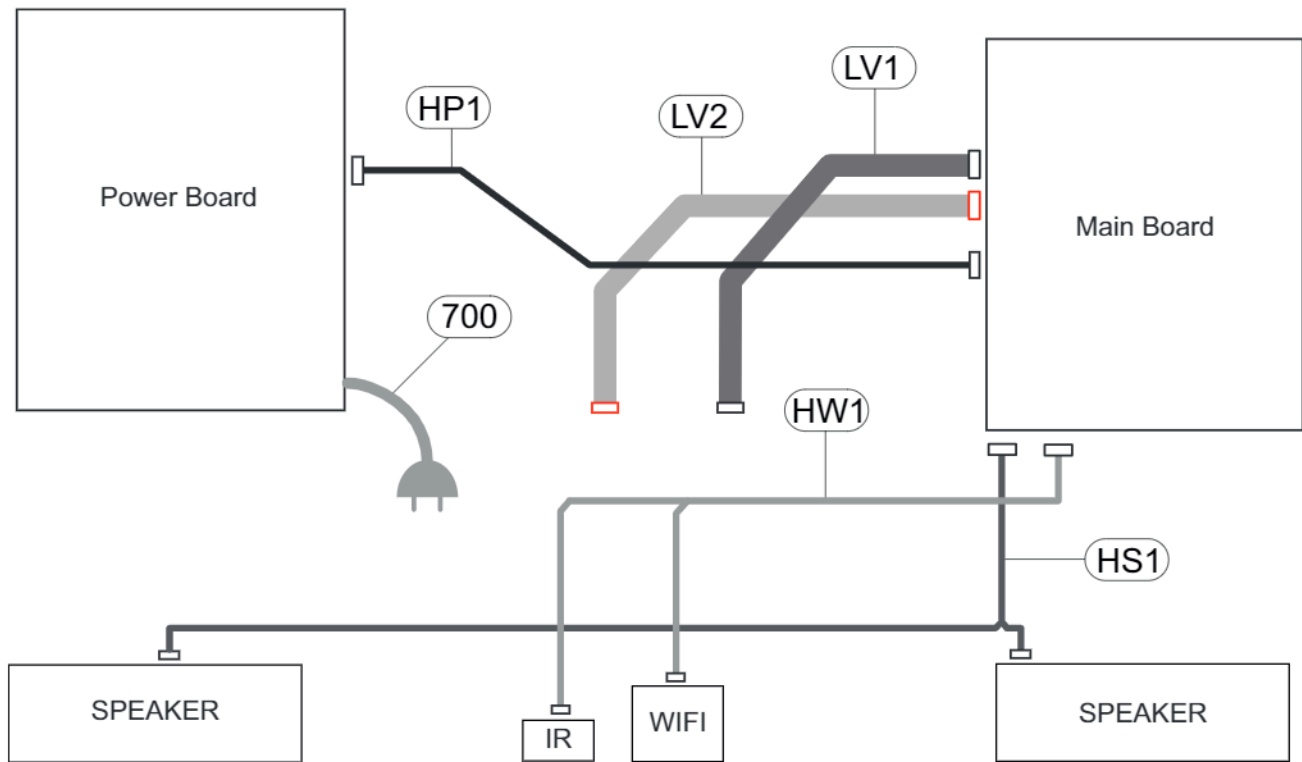 LV1
HP1
LV2
Power Board
Main Board
700
HW1
HS1
SPEAKER
IR
WIFI
SPEAKER